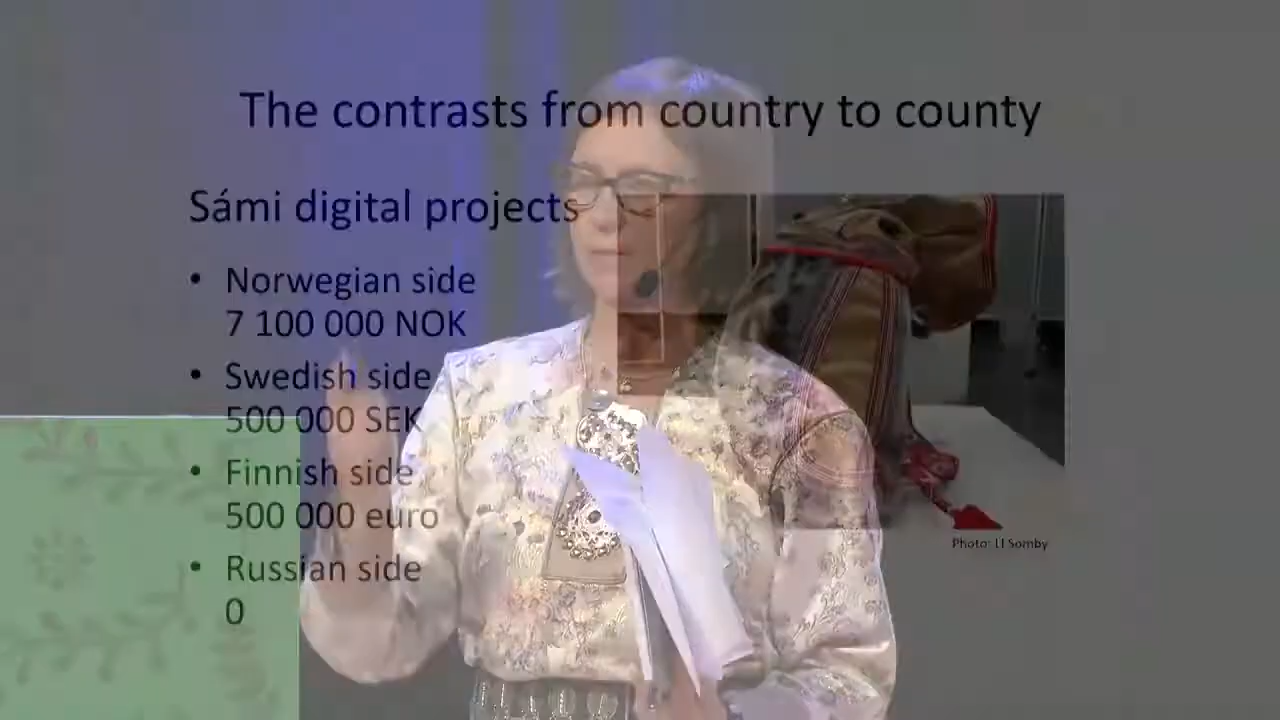 The contrasts from country to county
Sámi digital projects
• Norwegian side
7 100 000 NOK
• Swedish side
500 000 SEK
• Finnish side
500 000 euro
• Russian side
0
Photo: LI Somby